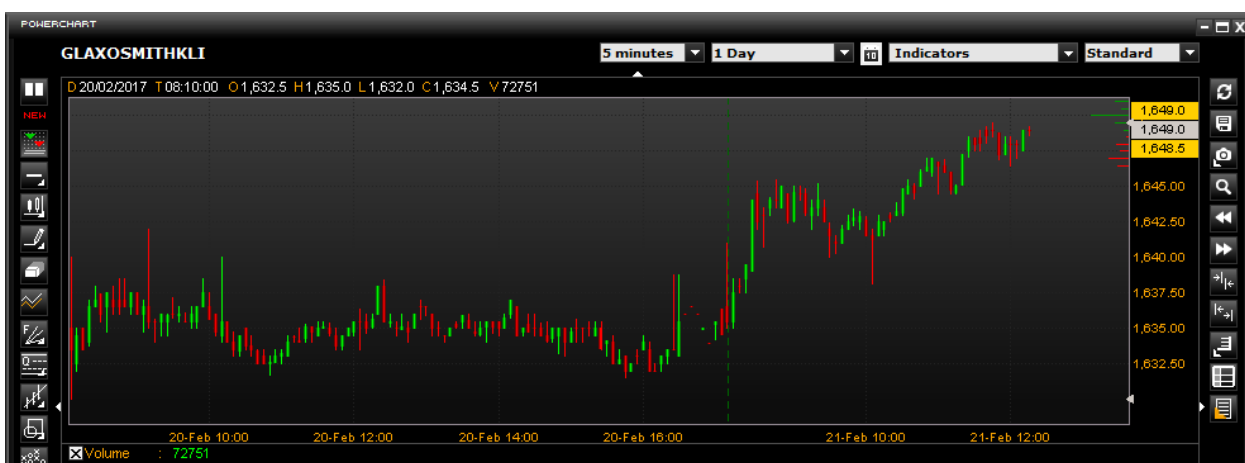 POWERCHART
GLAXOSMITHKLI 5 minutes 1 Day 10 Indicators Standard
D 20/02/2017 T 08:10:00 O 1,632.5 H 1,635.0 L 1,632.0 C 1,634.5 V 72751
NEW
1,649.0
1,649.0
1,648.5
1,645.00
1,642.50
1,640.00
1,637.50
1,635.00
1,632.50
20-Feb 10:00 20-Feb 12:00 20-Feb 14:00 20-Feb 16:00 21-Feb 10:00 21-Feb 12:00
Volume : 72751